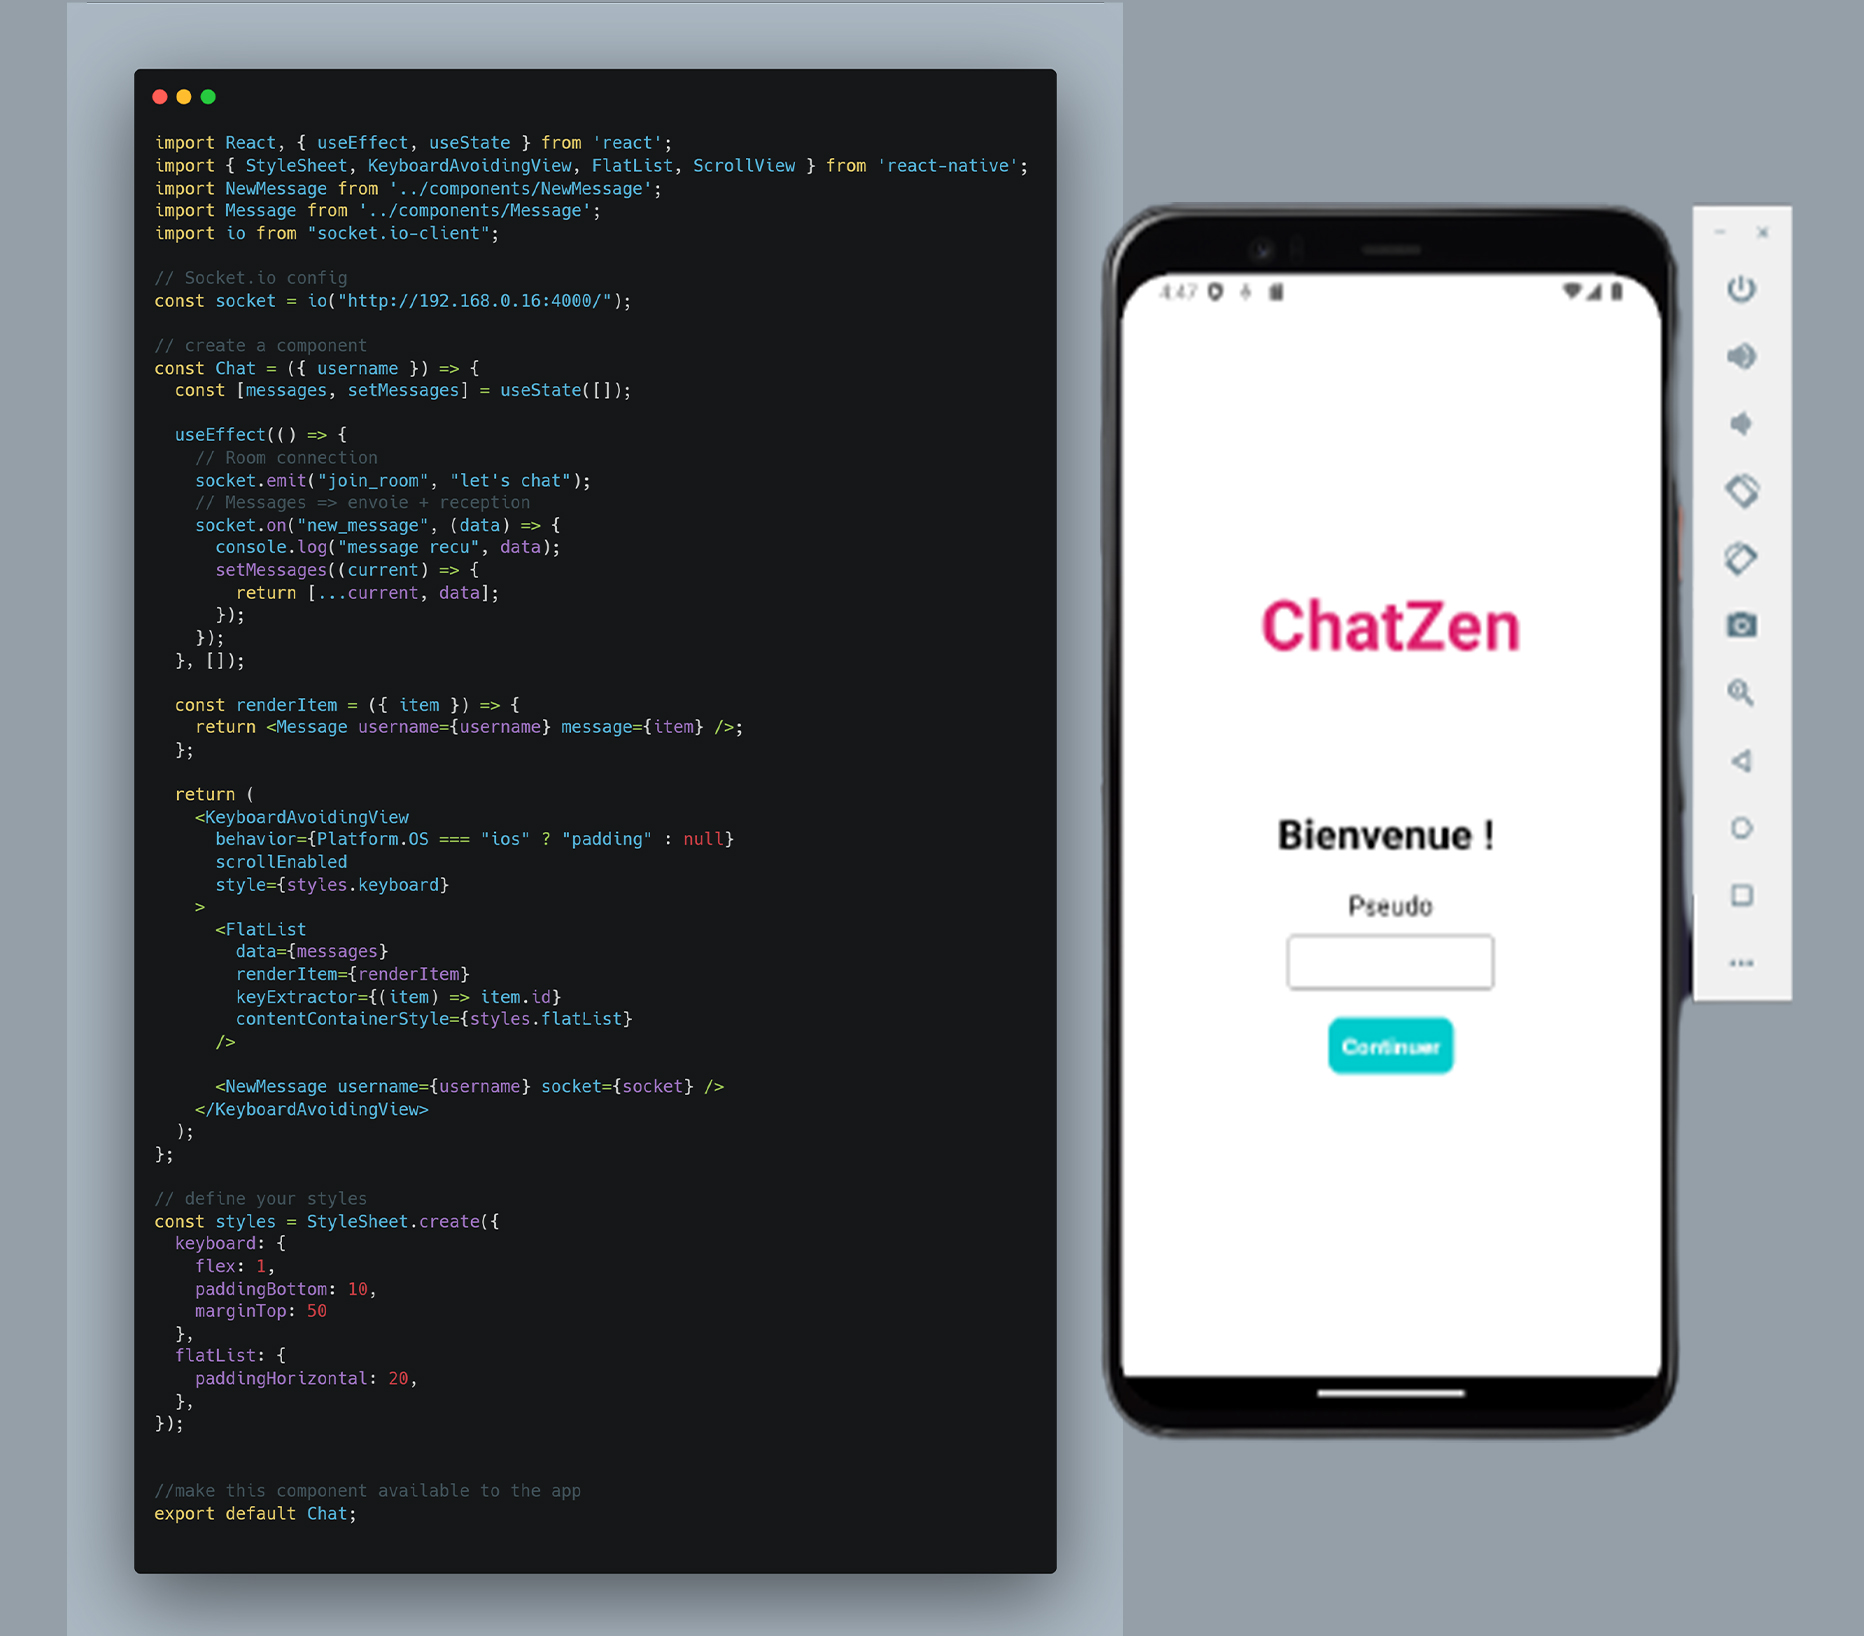 import React, { useEffect, useState } from 'react';
import { StyleSheet, KeyboardAvoidingView, FlatList, ScrollView } from 'react-native';
import NewMessage from '../components/NewMessage';
import Message from '../components/Message';
import io from "socket.io-client";

// Socket.io config
const socket = io("http://192.168.0.16:4000/");

// create a component
const Chat = ({ username }) => {
  const [messages, setMessages] = useState([]);

  useEffect(() => {
    // Room connection
    socket.emit("join_room", "let's chat");
    // Messages => envoie + reception
    socket.on("new_message", (data) => {
      console.log("message recu", data);
      setMessages((current) => {
        return [...current, data];
      });
    });
  }, []);

  const renderItem = ({ item }) => {
    return <Message username={username} message={item} />;
  };

  return (
    <KeyboardAvoidingView
      behavior={Platform.OS === "ios" ? "padding" : null}
      scrollEnabled
      style={styles.keyboard}
    >
      <FlatList
        data={messages}
        renderItem={renderItem}
        keyExtractor={(item) => item.id}
        contentContainerStyle={styles.flatList}
      />

      <NewMessage username={username} socket={socket} />
    </KeyboardAvoidingView>
  );
};

// define your styles
const styles = StyleSheet.create({
  keyboard: {
    flex: 1,
    paddingBottom: 10,
    marginTop: 50
  },
  flatList: {
    paddingHorizontal: 20,
  },
});

//make this component available to the app
export default Chat;
4:47
ChatZen
Bienvenue !
Pseudo
Continuer